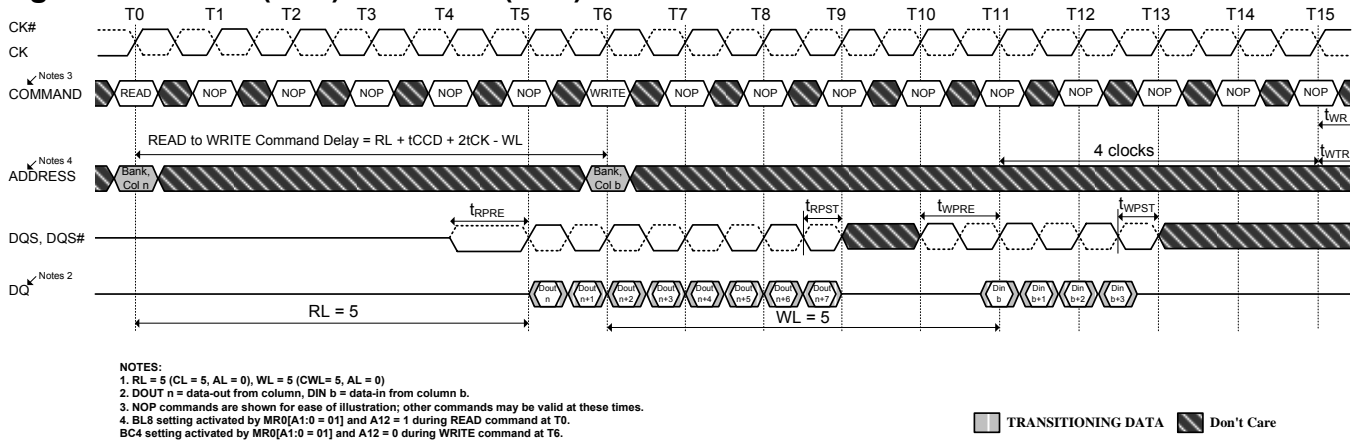 T0 T1 T2 T3 T4 T5 T6 T7 T8 T9 T10 T11 T12 T13 T14 T15
CK#
CK
Notes 3
COMMAND READ NOP NOP NOP NOP NOP WRITE NOP NOP NOP NOP NOP NOP NOP NOP NOP
tWR
READ to WRITE Command Delay = RL + tCCD + 2tCK - WL
4 clocks
tWTR
Notes 4
ADDRESS Bank, Col n Bank, Col b
tRPRE tRPST tWPRE tWPST
DQS, DQS#
Notes 2
DQ Dout n Dout n+1 Dout n+2 Dout n+3 Dout n+4 Dout n+5 Dout n+6 Dout n+7 Din b Din b+1 Din b+2 Din b+3
RL = 5 WL = 5
NOTES:
1. RL = 5 (CL = 5, AL = 0), WL = 5 (CWL= 5, AL = 0)
2. DOUT n = data-out from column, DIN b = data-in from column b.
3. NOP commands are shown for ease of illustration; other commands may be valid at these times.
4. BL8 setting activated by MR0[A1:0 = 01] and A12 = 1 during READ command at T0.
BC4 setting activated by MR0[A1:0 = 01] and A12 = 0 during WRITE command at T6.
TRANSITIONING DATA Don't Care